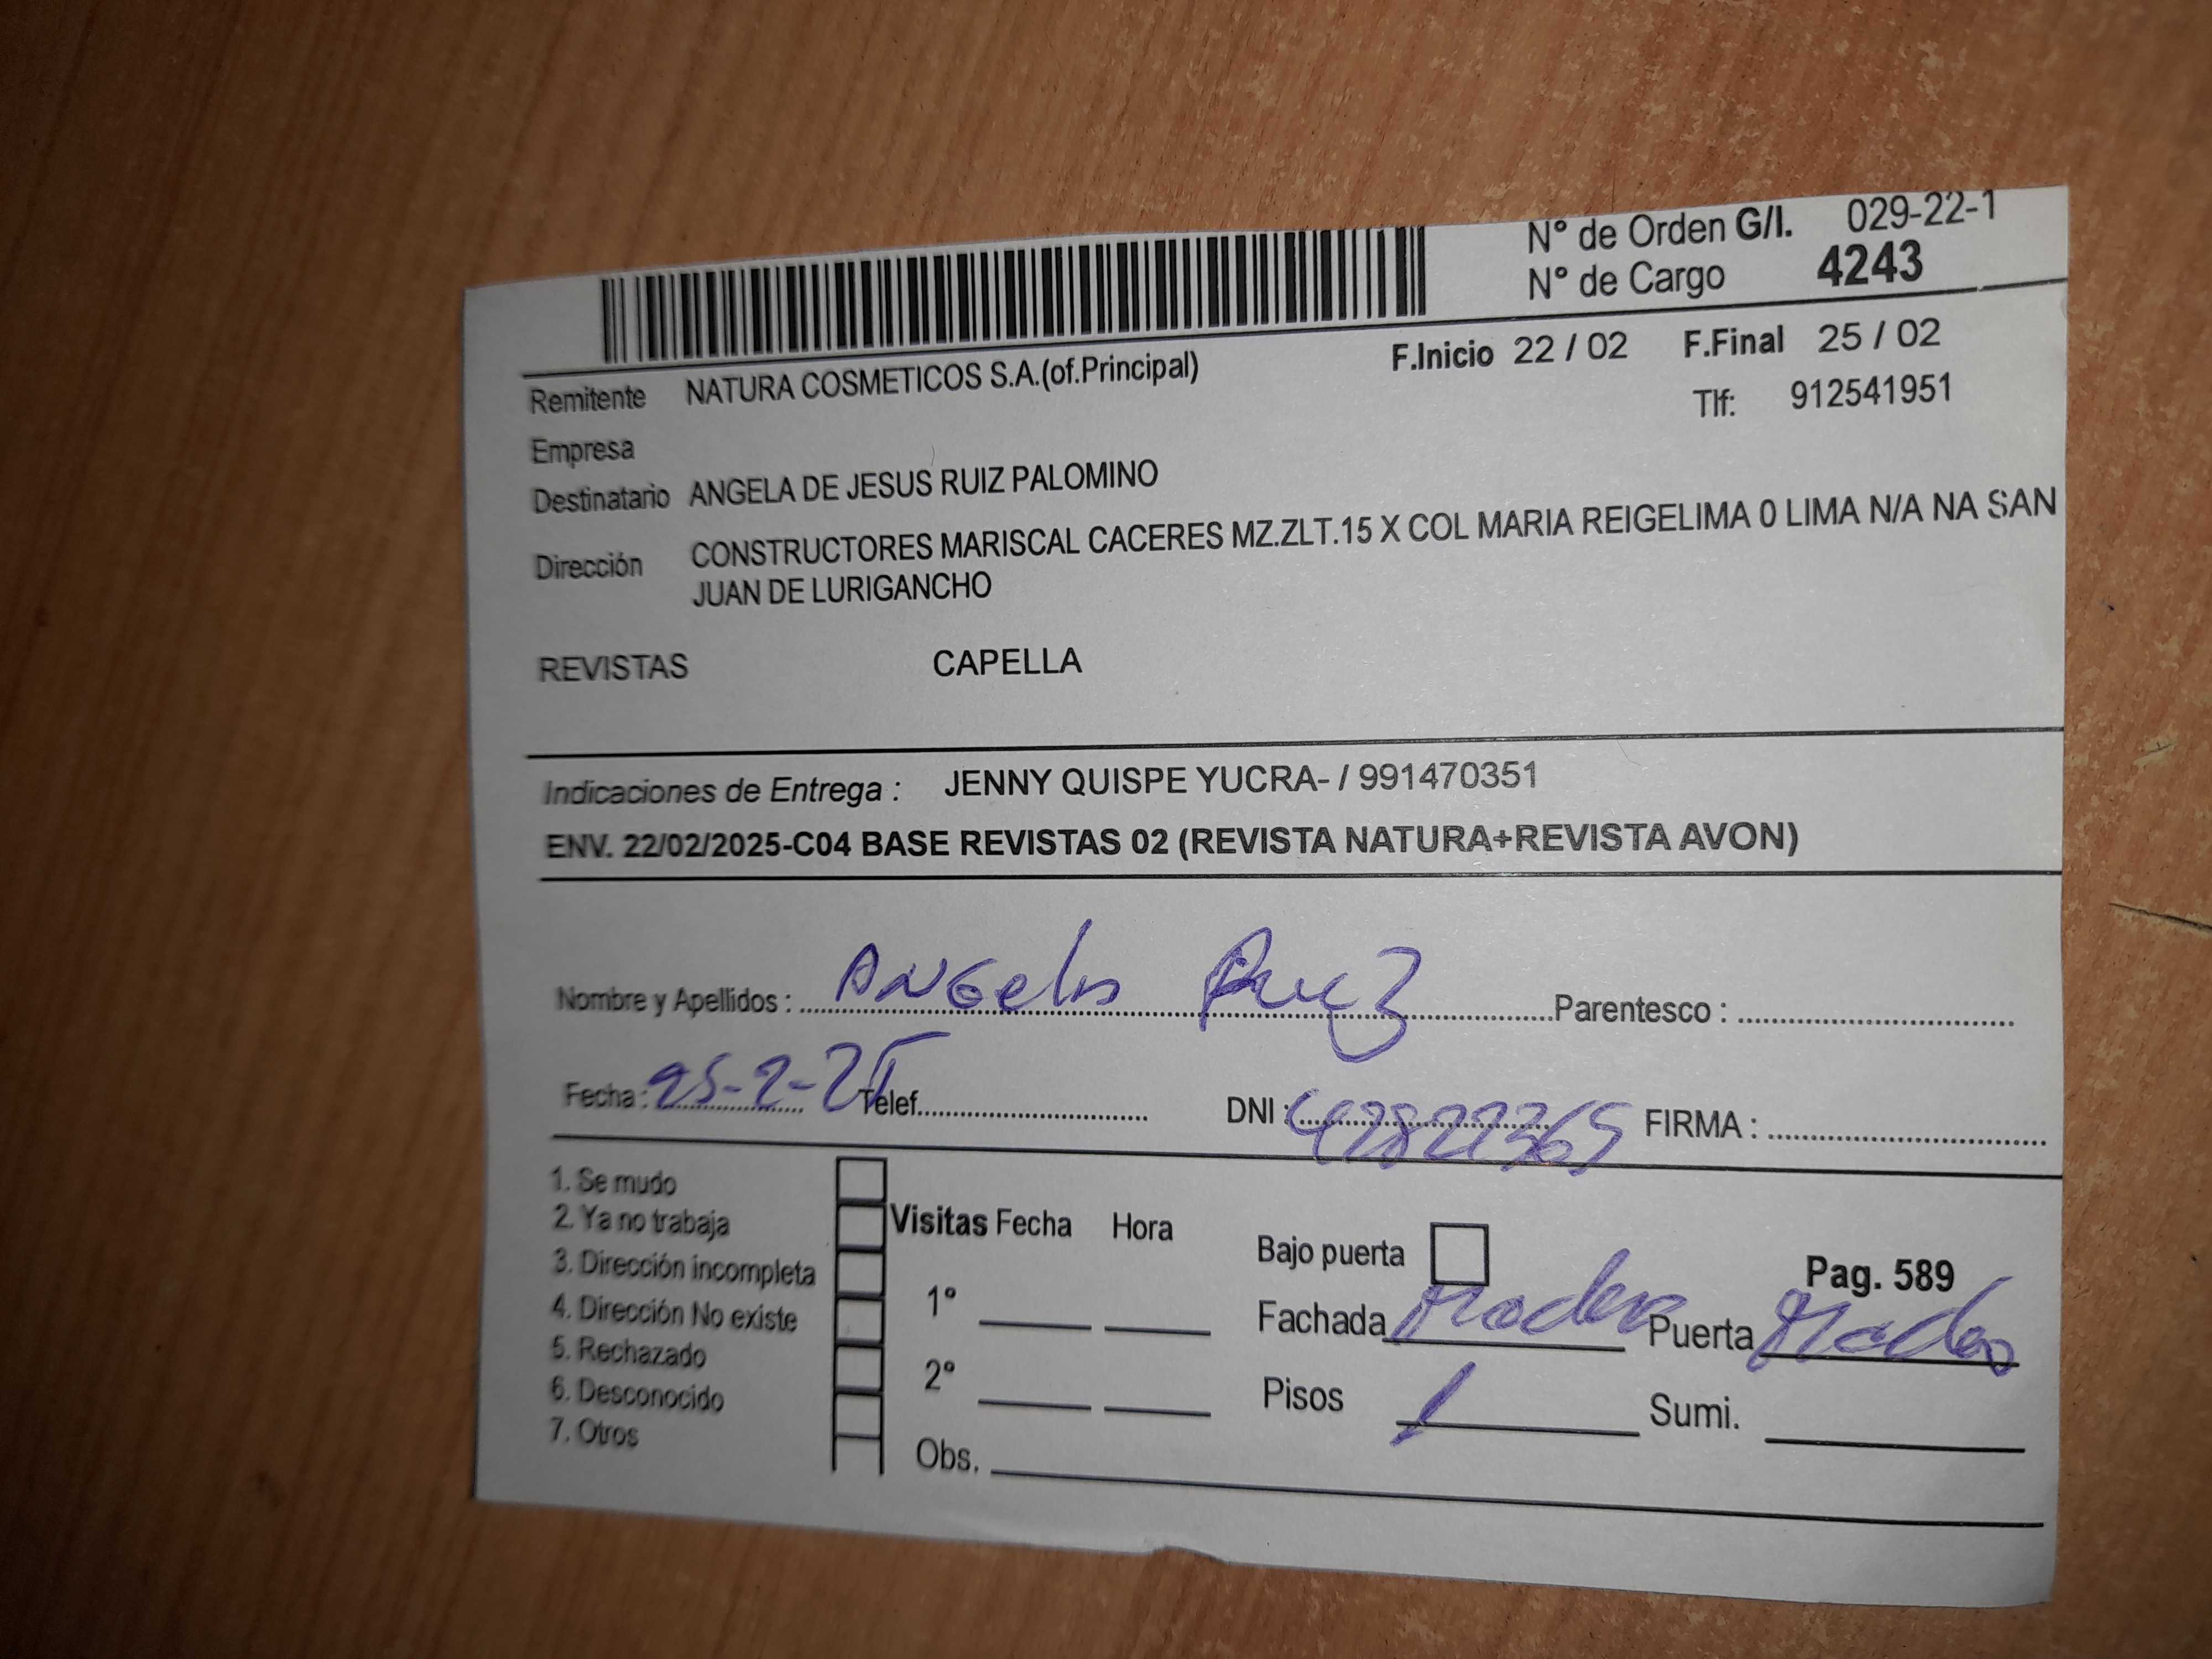 N° de Orden G/I. 029-22-1
N° de Cargo 4243
Remitente NATURA COSMETICOS S.A.(of.Principal) F.Inicio 22 / 02 F.Final 25 / 02
Tlf: 912541951
Empresa
Destinatario ANGELA DE JESUS RUIZ PALOMINO
Dirección CONSTRUCTORES MARISCAL CACERES MZ.ZLT.15 X COL MARIA REIGELIMA 0 LIMA N/A NA SAN
JUAN DE LURIGANCHO
REVISTAS CAPELLA
Indicaciones de Entrega : JENNY QUISPE YUCRA- / 991470351
ENV. 22/02/2025-C04 BASE REVISTAS 02 (REVISTA NATURA+REVISTA AVON)
Nombre y Apellidos : Angela Ruiz Parentesco :
Fecha : 25-2-25 Telef. DNI : 42822365 FIRMA :
1. Se mudo
2. Ya no trabaja
3. Dirección incompleta
4. Dirección No existe
5. Rechazado
6. Desconocido
7. Otros
Visitas Fecha Hora
1°
2°
Obs.
Bajo puerta Pag. 589
Fachada Madera Puerta Madera
Pisos 1 Sumi.